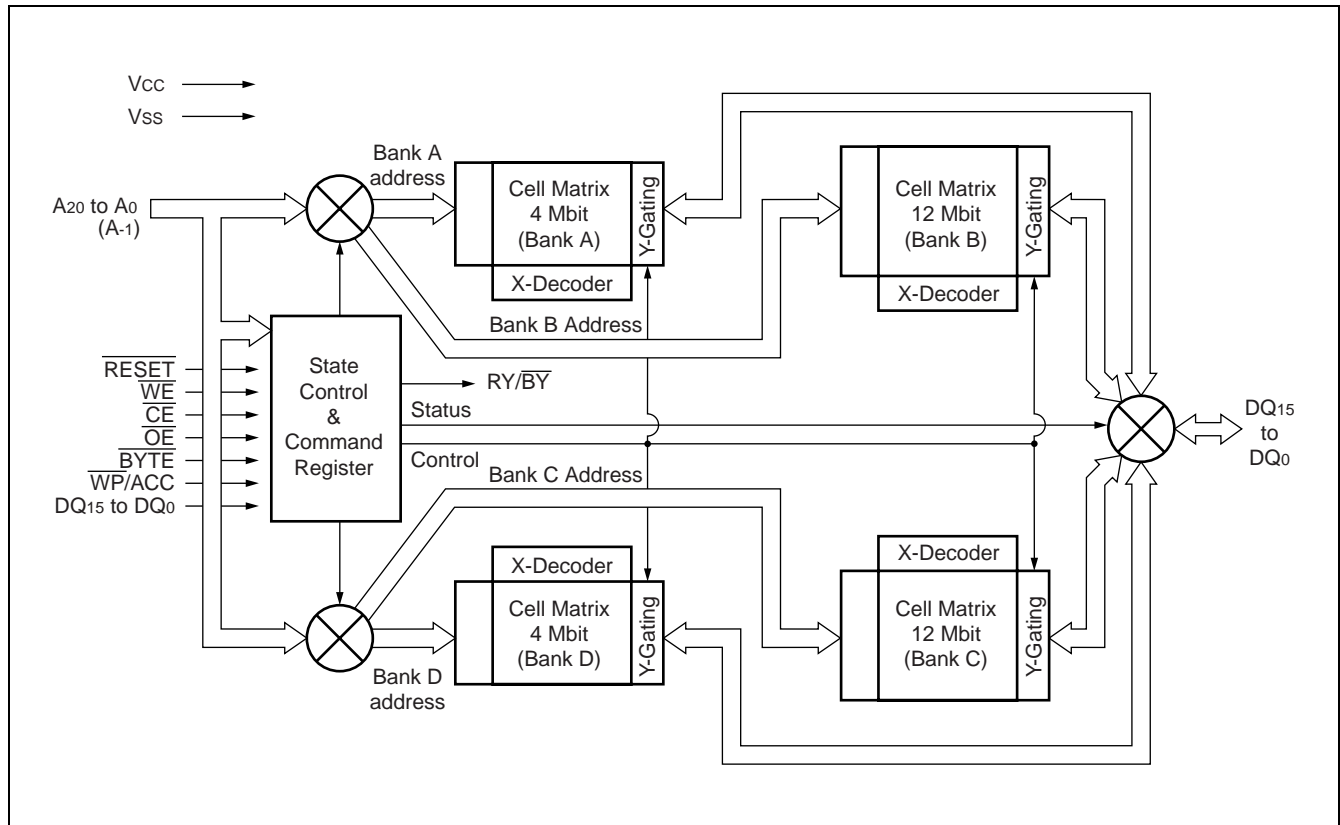 VCC
VSS
A20 to A0
(A-1)
Bank A
address
Cell Matrix
4 Mbit
(Bank A)
Y-Gating
X-Decoder
Cell Matrix
12 Mbit
(Bank B)
Y-Gating
X-Decoder
Bank B Address
RESET
WE
CE
OE
BYTE
WP/ACC
DQ15 to DQ0
State
Control
&
Command
Register
RY/BY
Status
Control
DQ15
to
DQ0
Bank C Address
X-Decoder
Cell Matrix
4 Mbit
(Bank D)
Y-Gating
X-Decoder
Cell Matrix
12 Mbit
(Bank C)
Y-Gating
Bank D
address